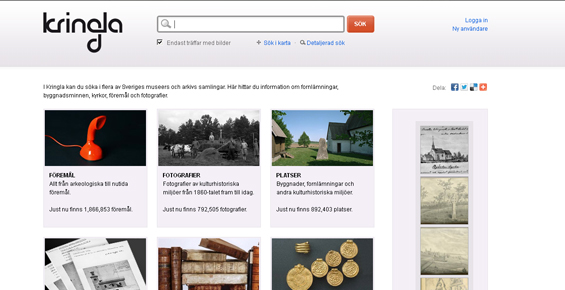 kringla
SÖK
Endast träffar med bilder
Sök i karta
Detaljerad sök
Logga in
Ny användare
I Kringla kan du söka i flera av Sveriges museers och arkivs samlingar. Här hittar du information om fornlämningar,
byggnadsminnen, kyrkor, föremål och fotografier.
Dela:
FÖREMÅL
Allt från arkeologiska till nutida
föremål.
Just nu finns 1,866,853 föremål.
FOTOGRAFIER
Fotografier av kulturhistoriska
miljöer från 1860-talet fram till idag.
Just nu finns 792,505 fotografier.
PLATSER
Byggnader, fornlämningar och
andra kulturhistoriska miljöer.
Just nu finns 892,403 platser.